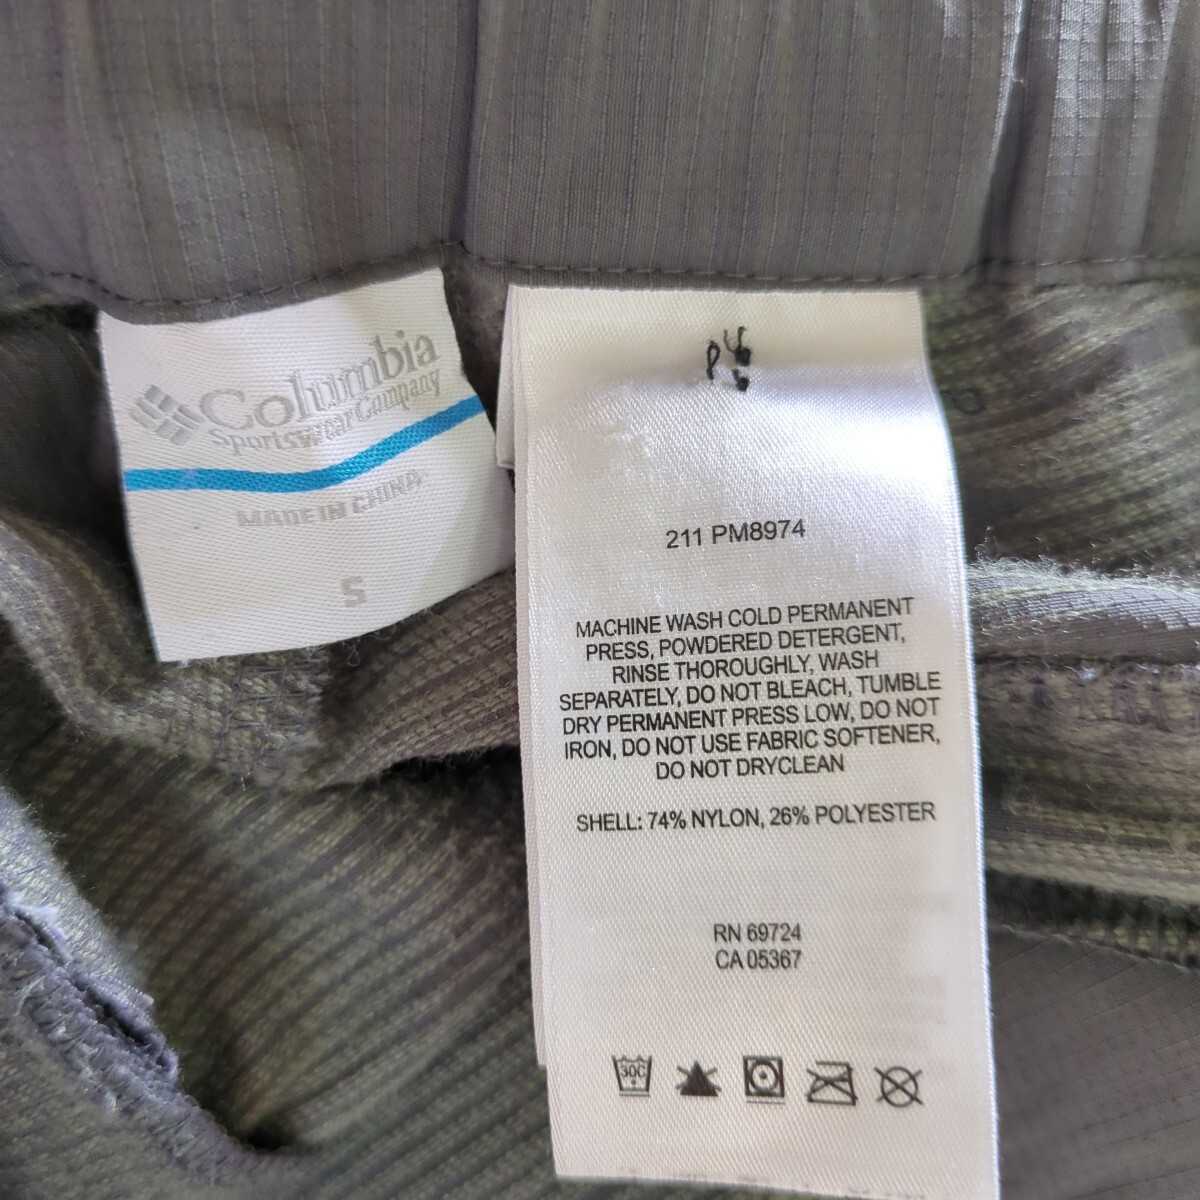 Columbia
Sportswear Company
MADE IN CHINA
S
211 PM8974
MACHINE WASH COLD PERMANENT
PRESS, POWDERED DETERGENT,
RINSE THOROUGHLY, WASH
SEPARATELY, DO NOT BLEACH, TUMBLE
DRY PERMANENT PRESS LOW, DO NOT
IRON, DO NOT USE FABRIC SOFTENER,
DO NOT DRYCLEAN
SHELL: 74% NYLON, 26% POLYESTER
RN 69724
CA 05367
30C